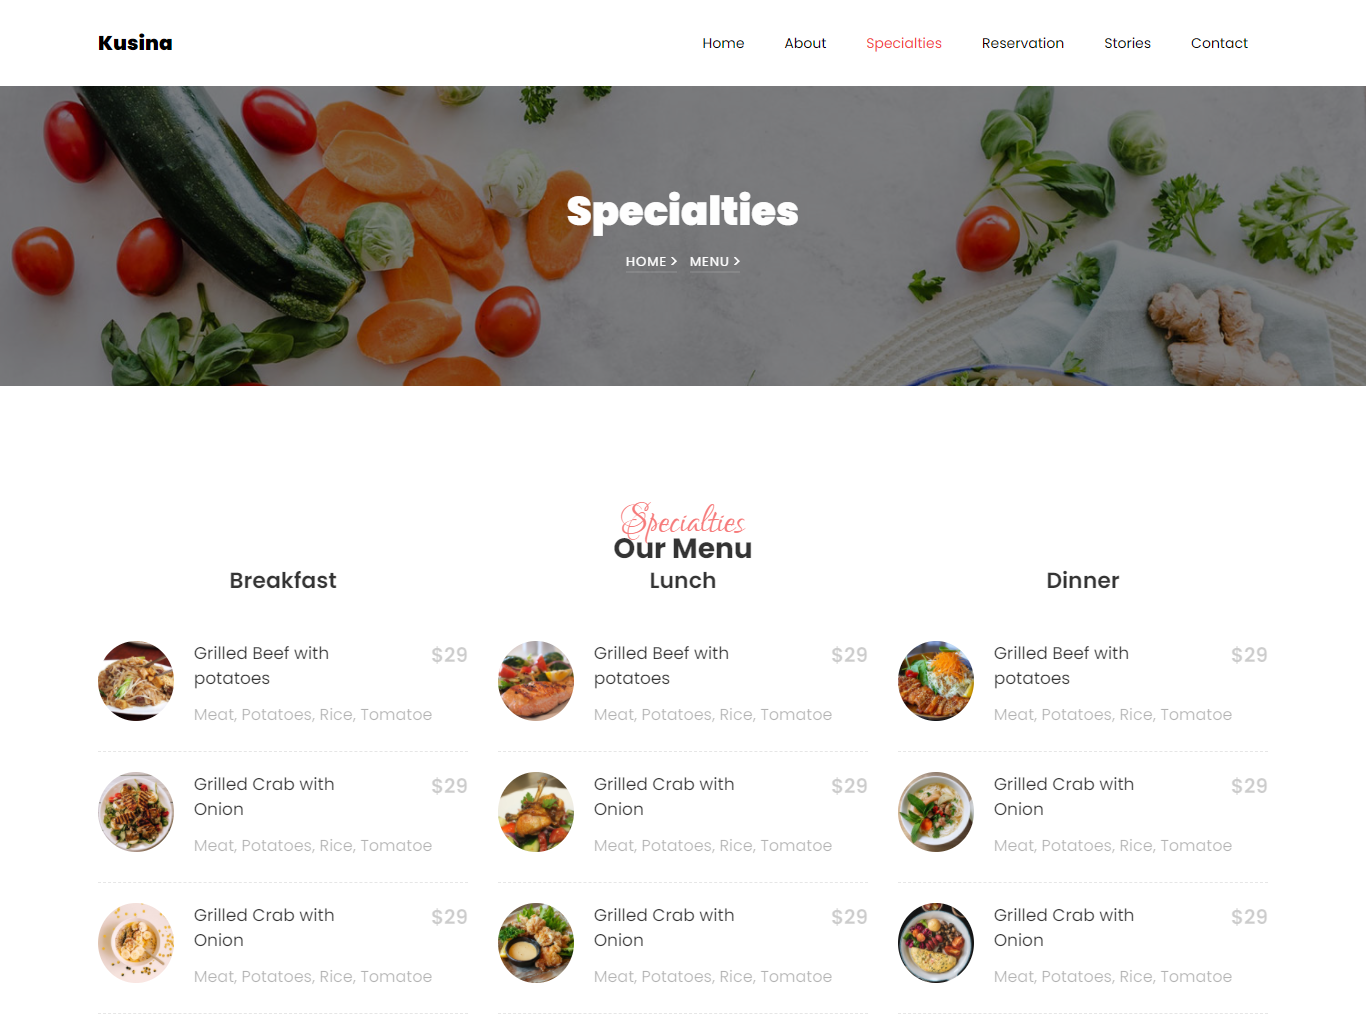 Kusina
Home About Specialties Reservation Stories Contact
Specialties
HOME > MENU >
Specialties
Our Menu
Breakfast
Grilled Beef with $29
potatoes
Meat, Potatoes, Rice, Tomatoe
Grilled Crab with $29
Onion
Meat, Potatoes, Rice, Tomatoe
Grilled Crab with $29
Onion
Meat, Potatoes, Rice, Tomatoe
Lunch
Grilled Beef with $29
potatoes
Meat, Potatoes, Rice, Tomatoe
Grilled Crab with $29
Onion
Meat, Potatoes, Rice, Tomatoe
Grilled Crab with $29
Onion
Meat, Potatoes, Rice, Tomatoe
Dinner
Grilled Beef with $29
potatoes
Meat, Potatoes, Rice, Tomatoe
Grilled Crab with $29
Onion
Meat, Potatoes, Rice, Tomatoe
Grilled Crab with $29
Onion
Meat, Potatoes, Rice, Tomatoe